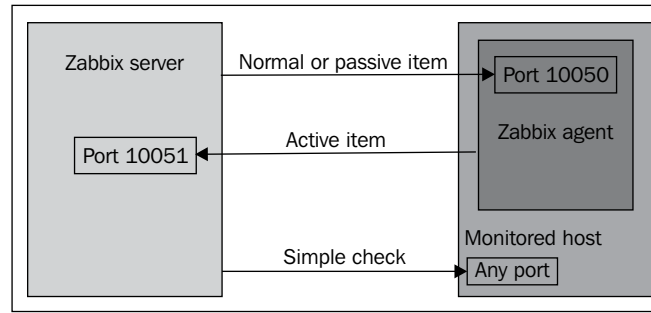 Zabbix server
Normal or passive item
Port 10050
Zabbix agent
Active item
Port 10051
Monitored host
Simple check
Any port